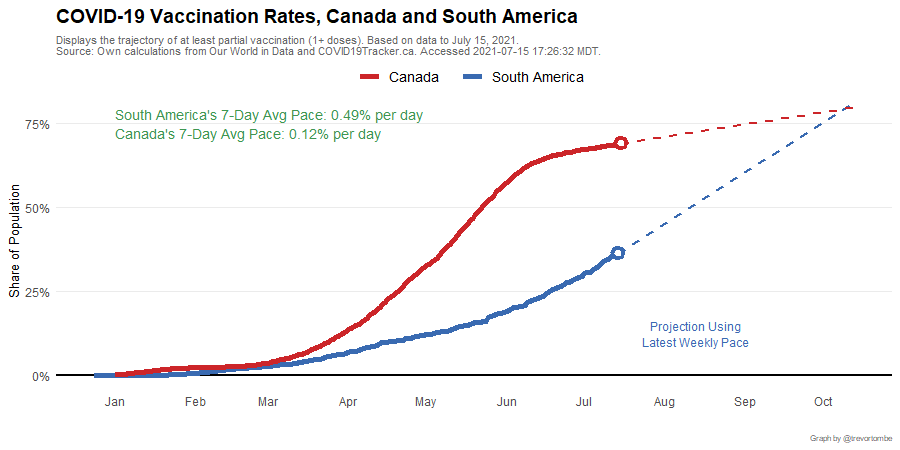 COVID-19 Vaccination Rates, Canada and South America
Displays the trajectory of at least partial vaccination (1+ doses). Based on data to July 15, 2021.
Source: Own calculations from Our World in Data and COVID19Tracker.ca. Accessed 2021-07-15 17:26:32 MDT.
Canada South America
South America's 7-Day Avg Pace: 0.49% per day
Canada's 7-Day Avg Pace: 0.12% per day
75%
50%
25%
0%
Share of Population
Projection Using
Latest Weekly Pace
Jan Feb Mar Apr May Jun Jul Aug Sep Oct
Graph by @trevortombe